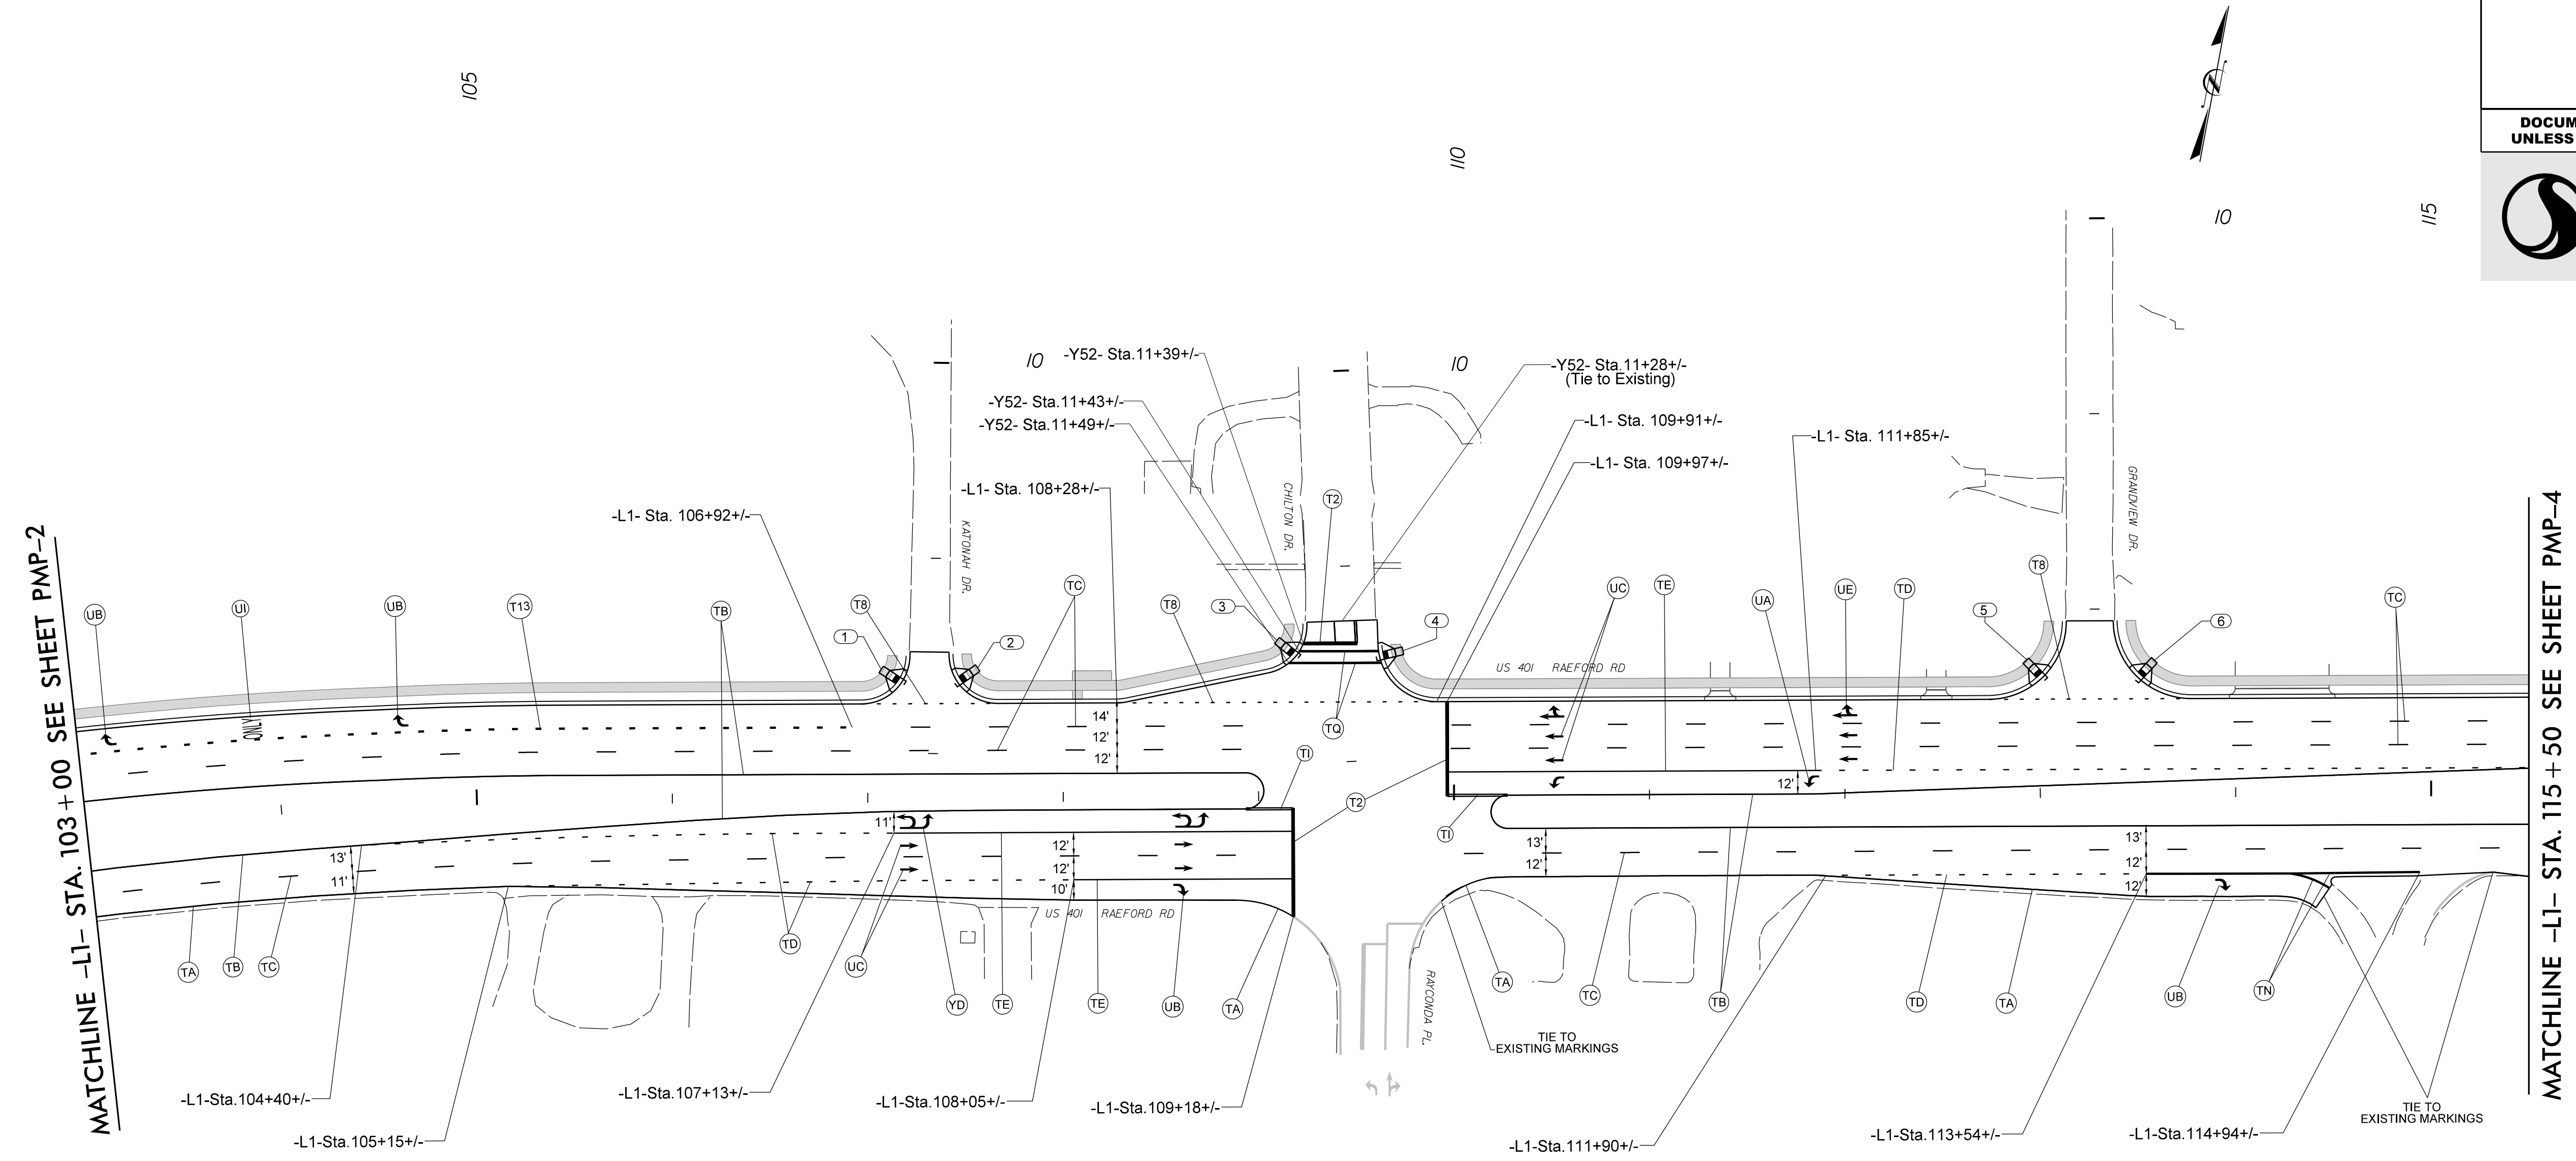 105
110
10
115
DOCUM
UNLESS
10
-Y52- Sta.11+39+/-
10
-Y52- Sta.11+28+/-
(Tie to Existing)
-Y52- Sta.11+43+/-
-Y52- Sta.11+49+/-
-L1- Sta. 109+91+/-
-L1- Sta. 111+85+/-
-L1- Sta. 109+97+/-
-L1- Sta. 108+28+/-
-L1- Sta. 106+92+/-
KATONAH DR.
CHILTON DR.
GRANDVIEW DR.
T2
MATCHLINE -L1- STA. 103+00 SEE SHEET PMP-2
MATCHLINE -L1- STA. 115+50 SEE SHEET PMP-4
UB
UI
UB
T13
TB
T8
1
2
TC
T8
3
4
UC
TE
UA
UE
TD
5
T8
6
TC
US 401 RAEFORD RD
ONLY
14'
12'
12'
TQ
TI
T2
TI
12'
11'
13'
11'
12'
12'
10'
13'
12'
13'
12'
12'
US 401 RAEFORD RD
TA
TB
TC
TD
UC
YD
TE
TE
UB
TA
RAYCONDA PL.
TA
TC
TB
TD
TA
UB
TN
TIE TO
EXISTING MARKINGS
TIE TO
EXISTING MARKINGS
-L1-Sta.104+40+/-
-L1-Sta.105+15+/-
-L1-Sta.107+13+/-
-L1-Sta.108+05+/-
-L1-Sta.109+18+/-
-L1-Sta.111+90+/-
-L1-Sta.113+54+/-
-L1-Sta.114+94+/-